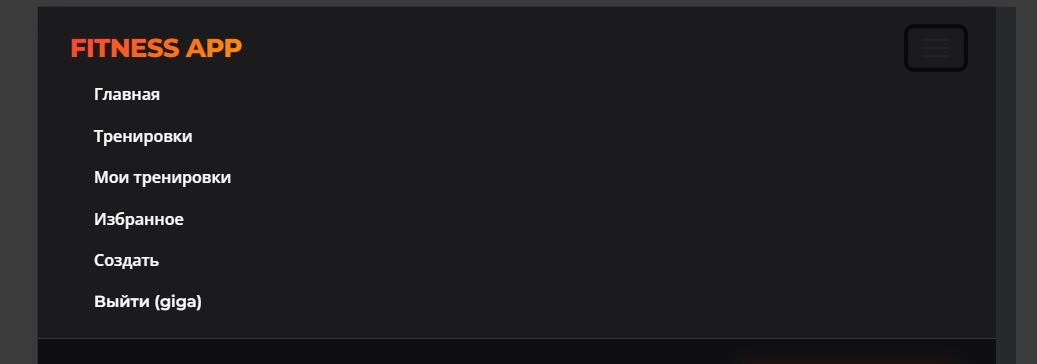 FITNESS APP
Главная
Тренировки
Мои тренировки
Избранное
Создать
Выйти (giga)